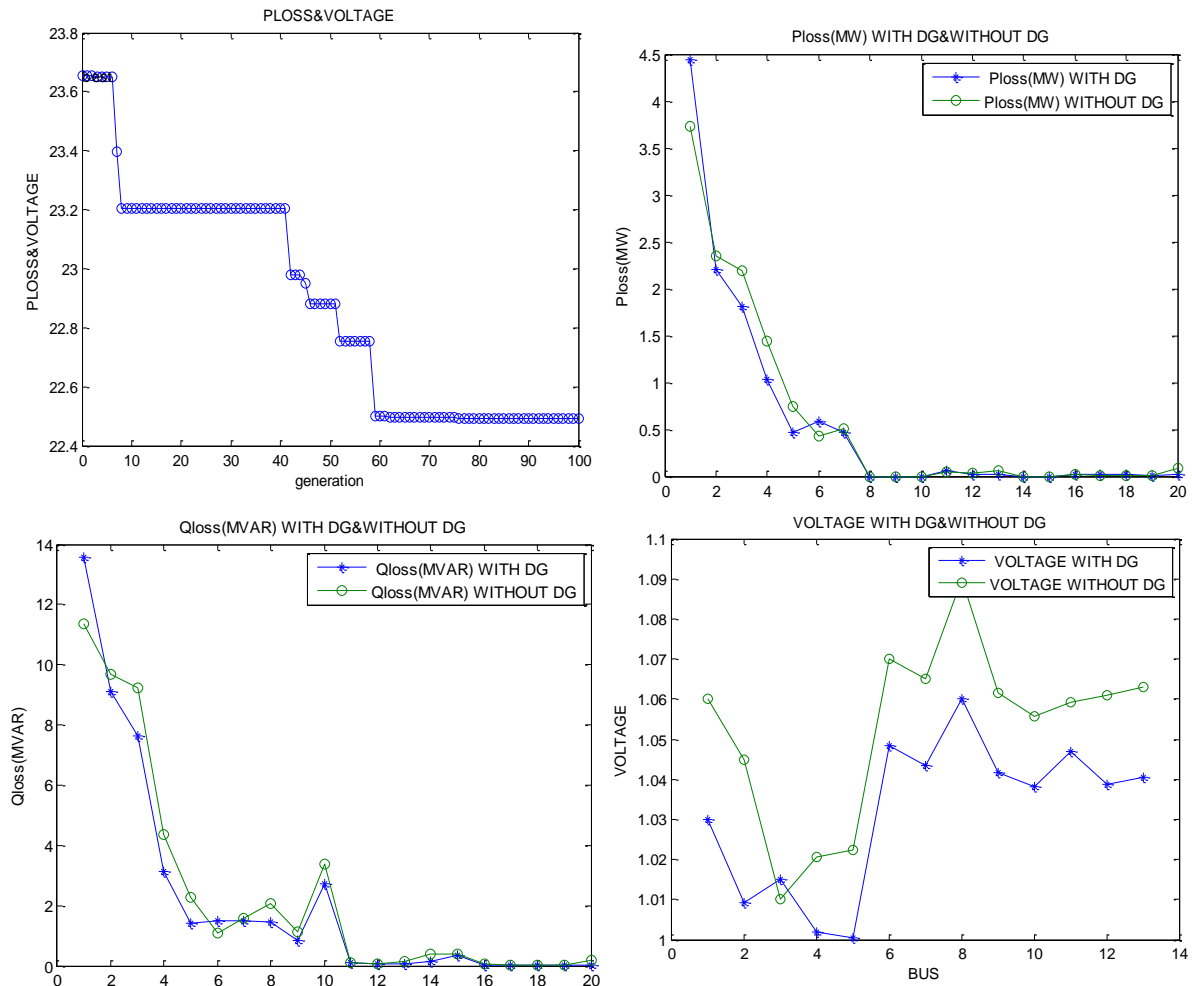 PLOSS&VOLTAGE
23.8
23.6
23.4
23.2
23
22.8
22.6
22.4
PLOSS&VOLTAGE
0 10 20 30 40 50 60 70 80 90 100
generation
Ploss(MW) WITH DG&WITHOUT DG
4.5
4
3.5
3
2.5
2
1.5
1
0.5
0
Ploss(MW)
Ploss(MW) WITH DG
Ploss(MW) WITHOUT DG
0 2 4 6 8 10 12 14 16 18 20
Qloss(MVAR) WITH DG&WITHOUT DG
14
12
10
8
6
4
2
0
Qloss(MVAR)
Qloss(MVAR) WITH DG
Qloss(MVAR) WITHOUT DG
0 2 4 6 8 10 12 14 16 18 20
VOLTAGE WITH DG&WITHOUT DG
1.1
1.09
1.08
1.07
1.06
1.05
1.04
1.03
1.02
1.01
1
VOLTAGE
VOLTAGE WITH DG
VOLTAGE WITHOUT DG
0 2 4 6 8 10 12 14
BUS